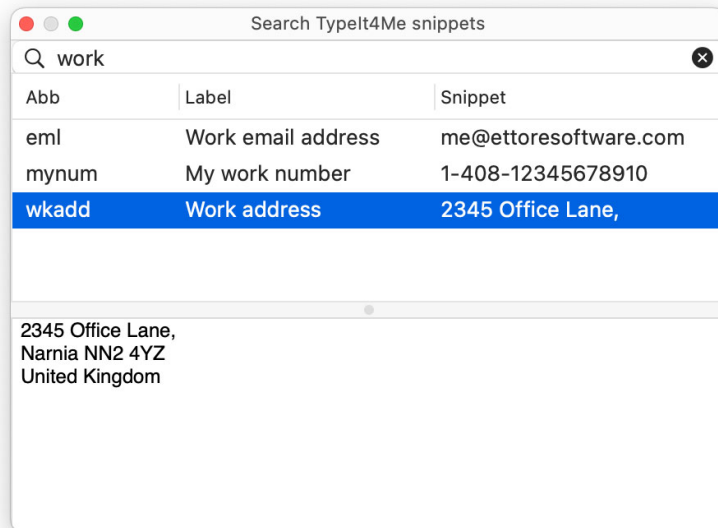 Search TypeIt4Me snippets
work
Abb Label Snippet
eml Work email address me@ettoresoftware.com
mynum My work number 1-408-12345678910
wkadd Work address 2345 Office Lane,
2345 Office Lane,
Narnia NN2 4YZ
United Kingdom